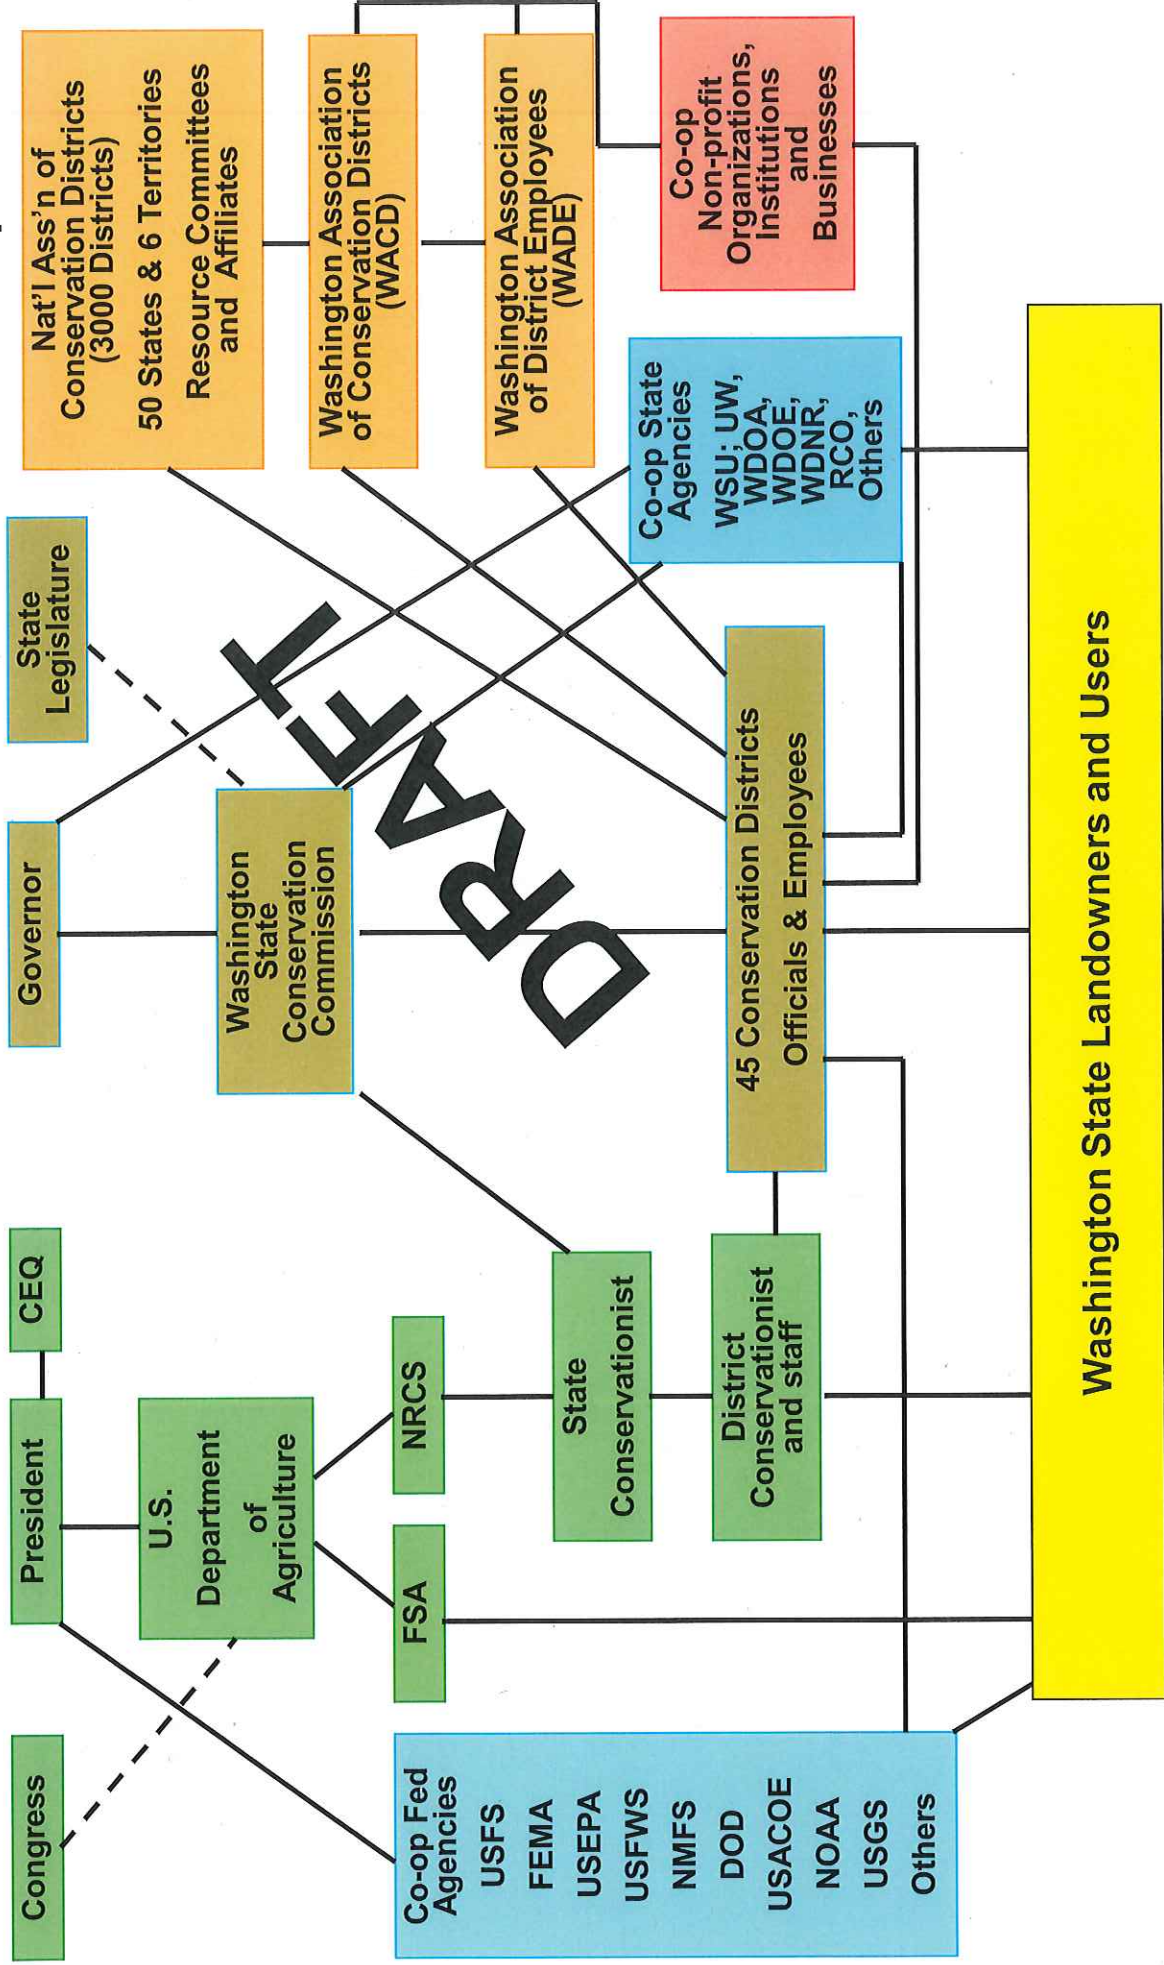 Congress
President
CEQ
Governor
State
Legislature
Nat'l Ass'n of
Conservation Districts
(3000 Districts)
50 States & 6 Territories
Resource Committees
and Affiliates
U.S.
Department
of
Agriculture
Washington
State
Conservation
Commission
Washington Association
of Conservation Districts
(WACD)
FSA
NRCS
Washington Association
of District Employees
(WADE)
Co-op Fed
Agencies
USFS
FEMA
USEPA
USFWS
NMFS
DOD
USACOE
NOAA
USGS
Others
State
Conservationist
DRAFT
Co-op State
Agencies
WSU; UW,
WDOA,
WDOE,
WDNR,
RCO,
Others
Co-op
Non-profit
Organizations,
Institutions
and
Businesses
District
Conservationist
and staff
45 Conservation Districts
Officials & Employees
Washington State Landowners and Users